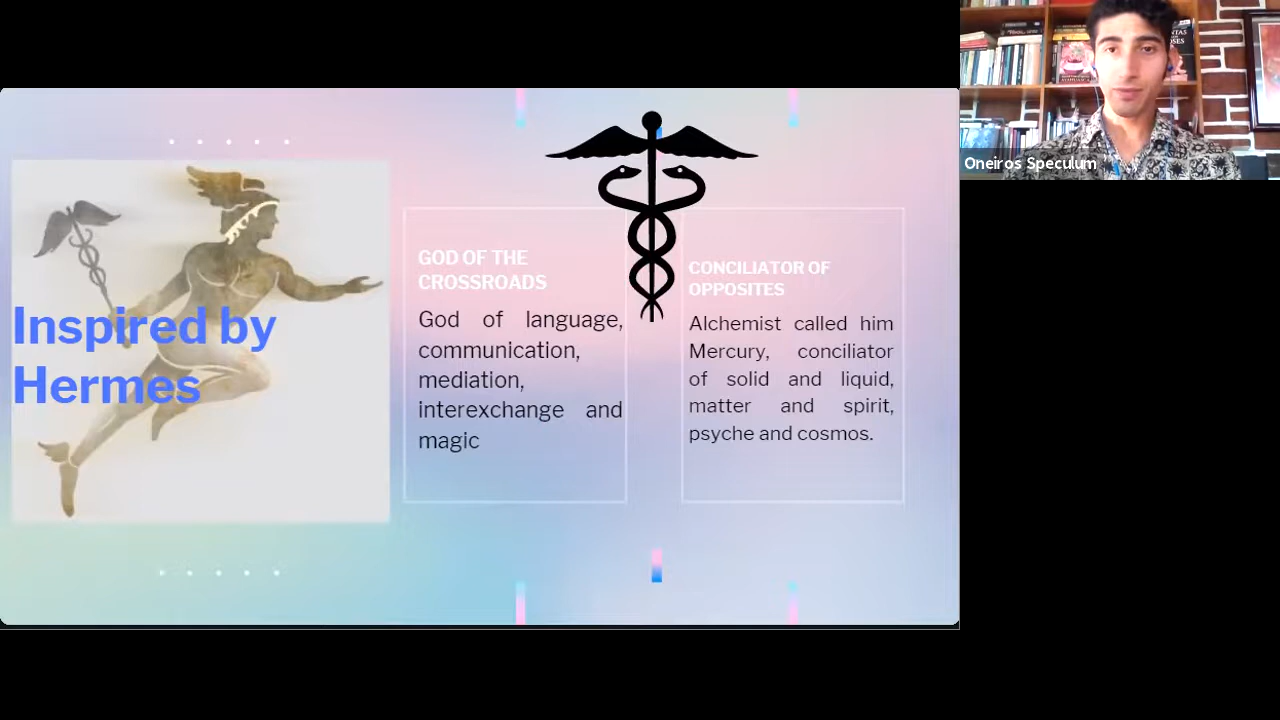 Inspired by
Hermes
GOD OF THE
CROSSROADS
God of language,
communication,
mediation,
interexchange and
magic
CONCILIATOR OF
OPPOSITES
Alchemist called him
Mercury, conciliator
of solid and liquid,
matter and spirit,
psyche and cosmos.
Oneiros Speculum